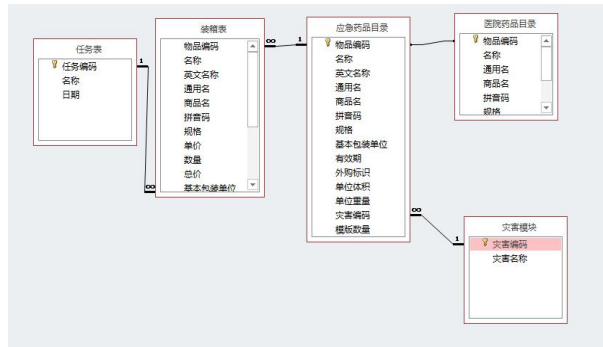 任务表
任务编码
名称
日期
1
∞
装箱表
物品编码
名称
英文名称
通用名
商品名
拼音码
规格
单价
数量
总价
基本包装单位
∞
1
应急药品目录
物品编码
名称
英文名称
通用名
商品名
拼音码
规格
基本包装单位
有效期
外购标识
单位体积
单位重量
灾害编码
模版数量
医院药品目录
物品编码
名称
通用名
商品名
拼音码
规格
∞
1
灾害模块
灾害编码
灾害名称